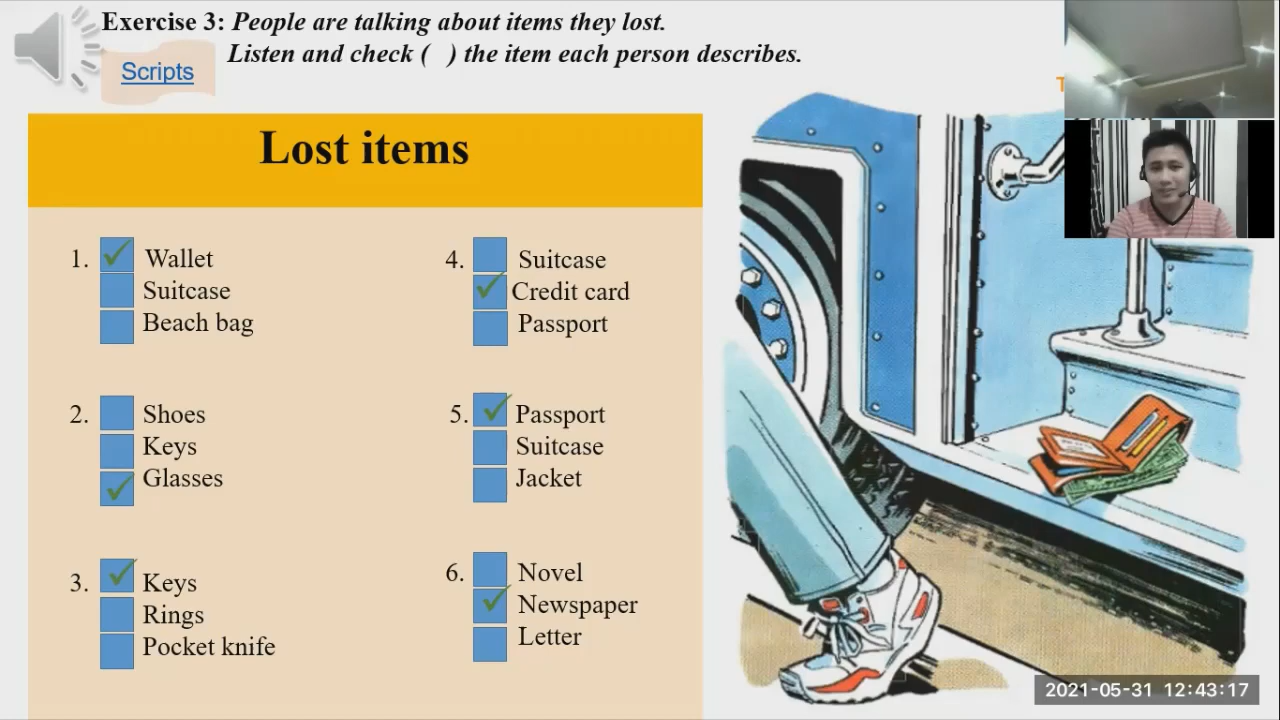 Exercise 3: People are talking about items they lost.
Listen and check ( ) the item each person describes.
Scripts
T
Lost items
1. Wallet
Suitcase
Beach bag
2. Shoes
Keys
Glasses
3. Keys
Rings
Pocket knife
4. Suitcase
Credit card
Passport
5. Passport
Suitcase
Jacket
6. Novel
Newspaper
Letter
2021-05-31 12:43:17